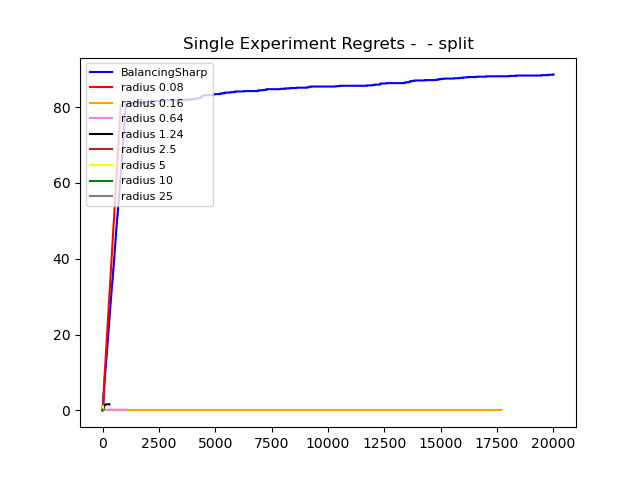 Single Experiment Regrets -  - split
BalancingSharp
radius 0.08
radius 0.16
radius 0.64
radius 1.24
radius 2.5
radius 5
radius 10
radius 25
80
60
40
20
0
0 2500 5000 7500 10000 12500 15000 17500 20000